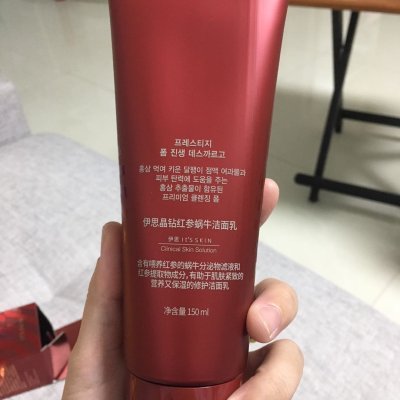 프레스티지
폼 진생 데스까르고
홍삼 먹여 키운 달팽이 점액 여과물과
피부 탄력에 도움을 주는
홍삼 추출물이 함유된
프리미엄 클렌징 폼
伊思晶钻红参蜗牛洁面乳
伊思 It's SKIN
Clinical Skin Solution
含有喂养红参的蜗牛分泌物滤液和
红参提取物成分，有助于肌肤紧致的
营养又保湿的修护洁面乳
净含量 150 ml